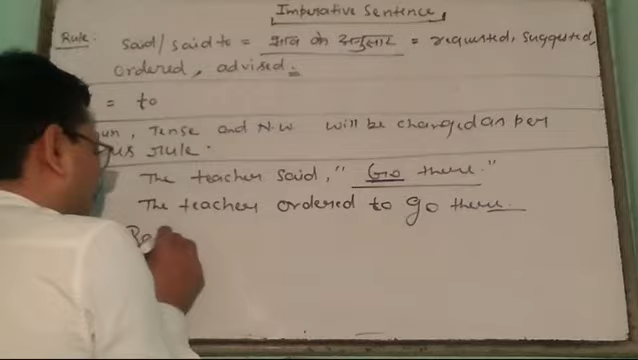 Imperative Sentence
Rule. Said/said to = भाव के अनुसार = requested, suggested,
ordered, advised.
= to
un, Tense and N.W will be changed as per
us rule.
The teacher said, "Go there."
The teacher ordered to go there.